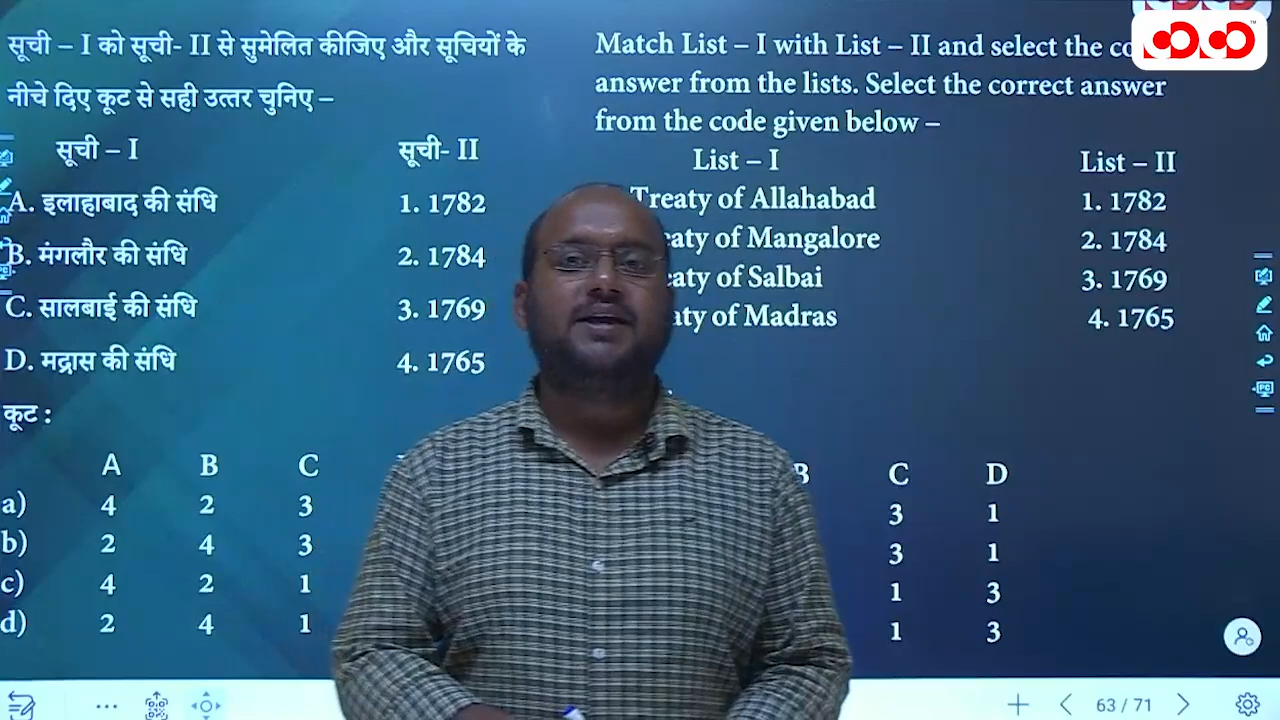 सूची – I को सूची- II से सुमेलित कीजिए और सूचियों के
नीचे दिए कूट से सही उत्तर चुनिए –
सूची – I सूची- II
A. इलाहाबाद की संधि 1. 1782
B. मंगलौर की संधि 2. 1784
C. सालबाई की संधि 3. 1769
D. मद्रास की संधि 4. 1765
कूट :
A B C
a) 4 2 3
b) 2 4 3
c) 4 2 1
d) 2 4 1
Match List – I with List – II and select the
answer from the lists. Select the correct answer
from the code given below –
List – I List – II
Treaty of Allahabad 1. 1782
of Mangalore 2. 1784
of Salbai 3. 1769
of Madras 4. 1765
B C D
3 1
3 1
1 3
1 3
63 / 71